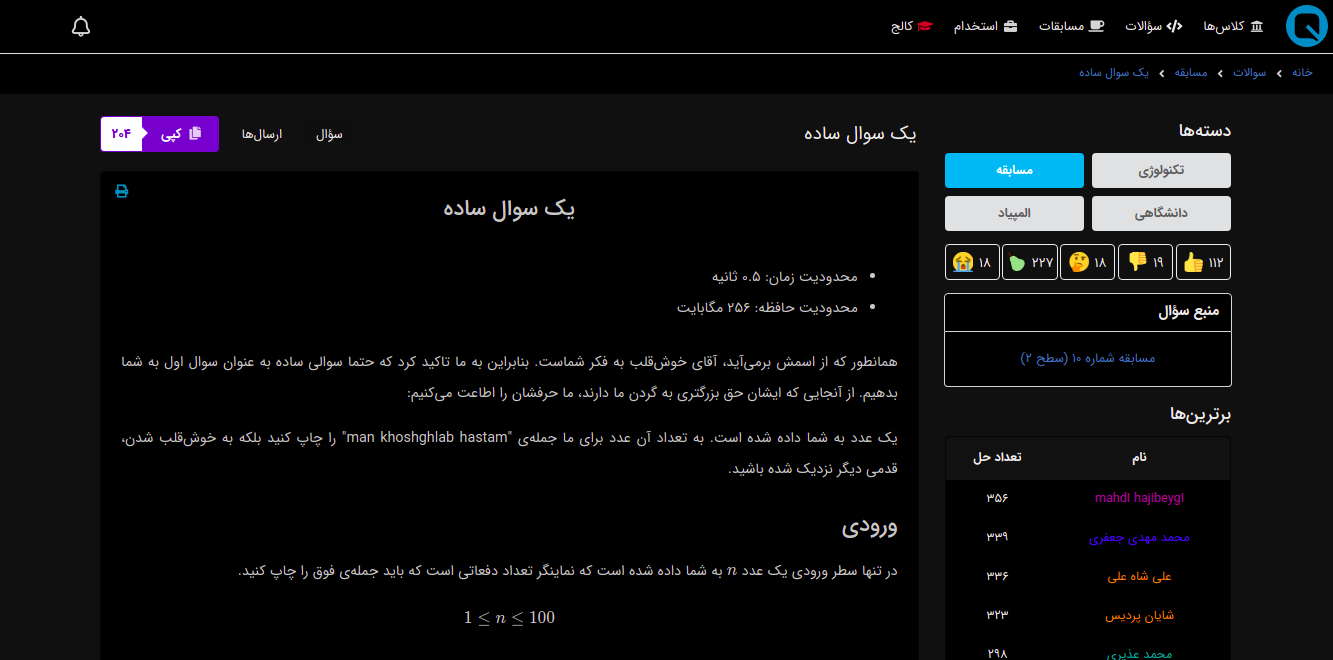 کلاس‌ها
سؤالات
مسابقات
استخدام
کالج
خانه › سوالات › مسابقه › یک سوال ساده
دسته‌ها
تکنولوژی
مسابقه
دانشگاهی
المپیاد
۱۱۲
۱۹
۱۸
۲۲۷
۱۸
منبع سؤال
مسابقه شماره ۱۰ (سطح ۲)
برترین‌ها
نام تعداد حل
mahdi hajibeygi ۳۵۶
محمد مهدی جعفری ۳۳۹
علی شاه علی ۳۳۶
شایان پردیس ۳۲۳
محمد عذیری ۲۹۸
یک سوال ساده
سؤال
ارسال‌ها
کپی ۲۰۴
یک سوال ساده
• محدودیت زمان: ۰.۵ ثانیه
• محدودیت حافظه: ۲۵۶ مگابایت
همانطور که از اسمش برمی‌آید، آقای خوش‌قلب به فکر شماست. بنابراین به ما تاکید کرد که حتما سوالی ساده به عنوان سوال اول به شما
بدهیم. از آنجایی که ایشان حق بزرگتری به گردن ما دارند، ما حرفشان را اطاعت می‌کنیم:
یک عدد به شما داده شده است. به تعداد آن عدد برای ما جمله‌ی "man khoshghlab hastam" را چاپ کنید بلکه به خوش‌قلب شدن،
قدمی دیگر نزدیک شده باشید.
ورودی
در تنها سطر ورودی یک عدد n به شما داده شده است که نماینگر تعداد دفعاتی است که باید جمله‌ی فوق را چاپ کنید.
1 ≤ n ≤ 100